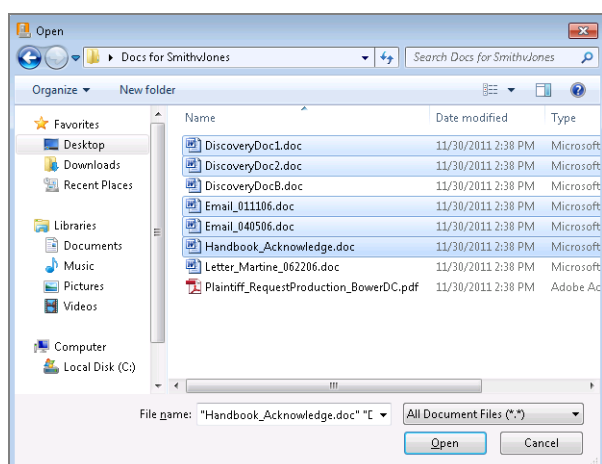 Open
Docs for SmithvJones
Search Docs for SmithvJones
Organize
New folder
Name
Date modified
Type
Favorites
Desktop
Downloads
Recent Places
Libraries
Documents
Music
Pictures
Videos
Computer
Local Disk (C:)
DiscoveryDoc1.doc 11/30/2011 2:38 PM Microsoft
DiscoveryDoc2.doc 11/30/2011 2:38 PM Microsoft
DiscoveryDocB.doc 11/30/2011 2:38 PM Microsoft
Email_011106.doc 11/30/2011 2:38 PM Microsoft
Email_040506.doc 11/30/2011 2:38 PM Microsoft
Handbook_Acknowledge.doc 11/30/2011 2:38 PM Microsoft
Letter_Martine_062206.doc 11/30/2011 2:38 PM Microsoft
Plaintiff_RequestProduction_BowerDC.pdf 11/30/2011 2:38 PM Adobe Ac
File name: "Handbook_Acknowledge.doc" "D
All Document Files (*.*)
Open
Cancel